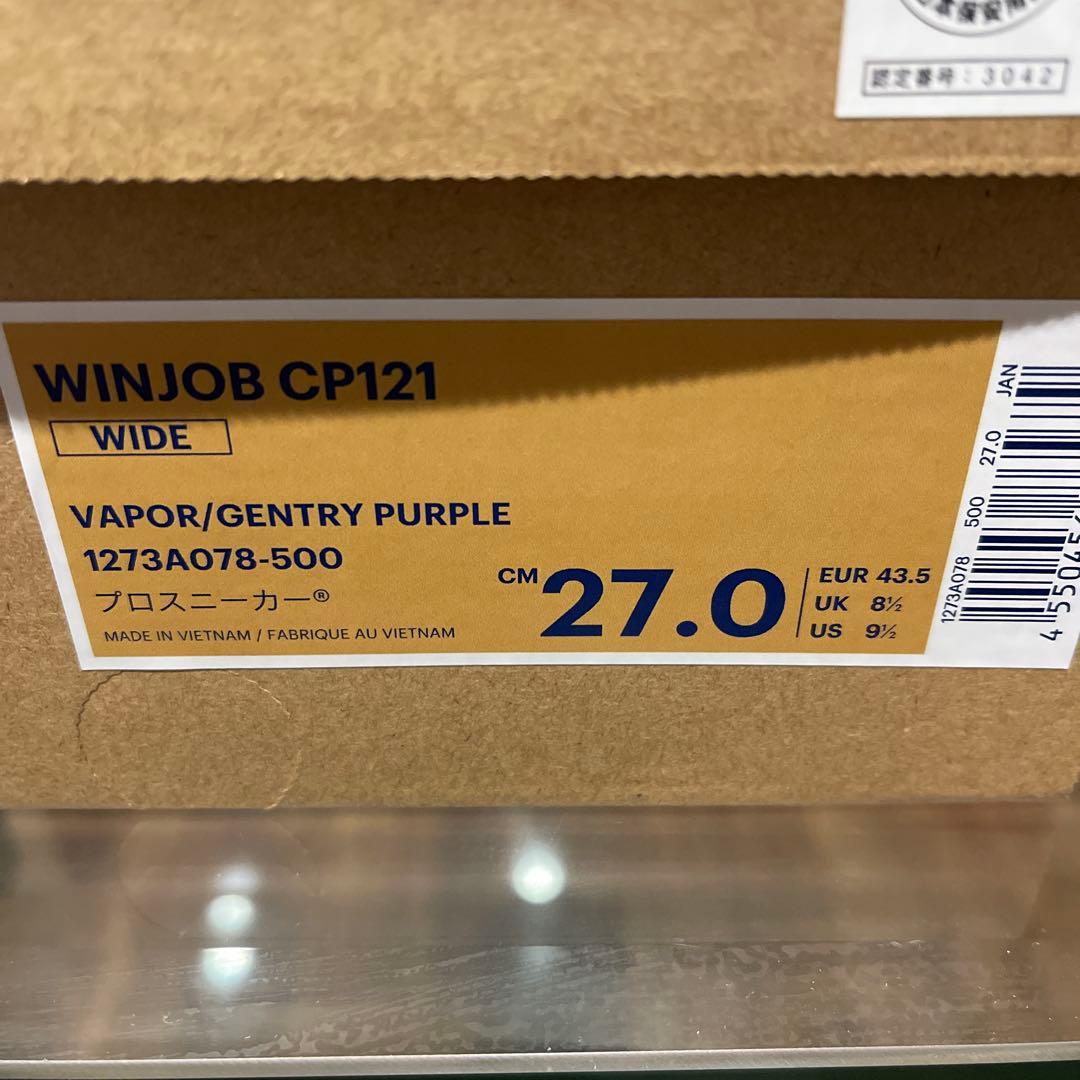 認定番号：3042
WINJOB CP121
WIDE
VAPOR/GENTRY PURPLE
1273A078-500
プロスニーカー®
MADE IN VIETNAM / FABRIQUE AU VIETNAM
CM 27.0
EUR 43.5
UK 8½
US 9½
1273A078 500 27.0 JAN